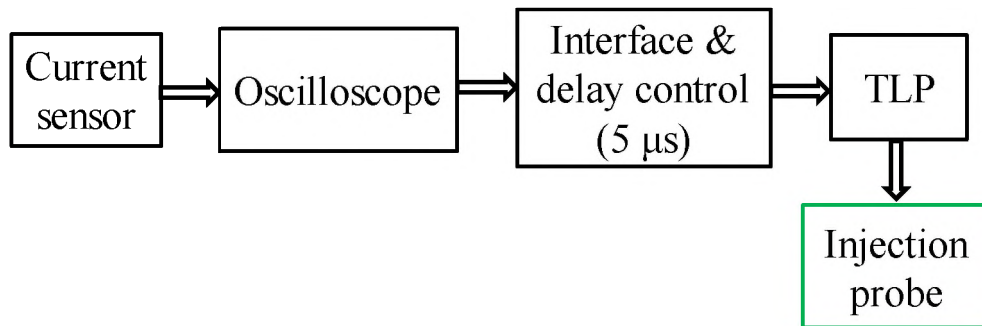 Current
sensor
Oscilloscope
Interface &
delay control
(5 μs)
TLP
Injection
probe